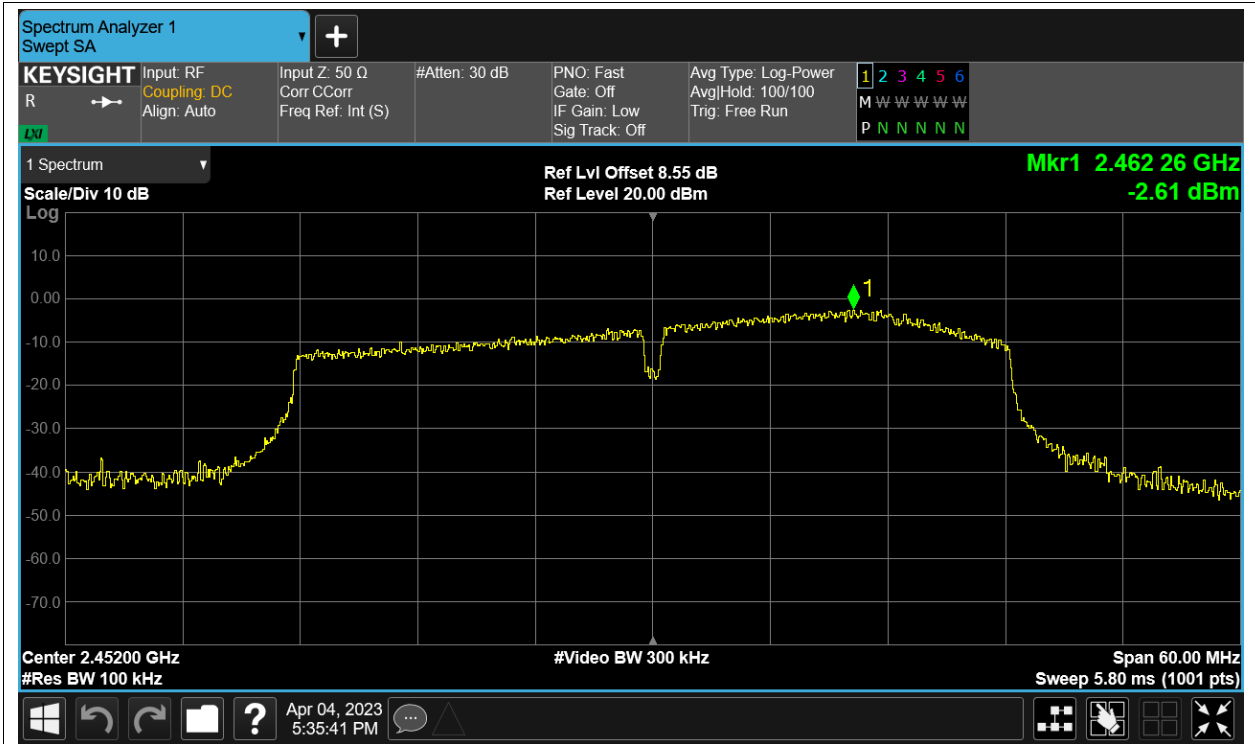 Spectrum Analyzer 1
Swept SA
KEYSIGHT
R
LXI
Input: RF
Coupling: DC
Align: Auto
Input Z: 50 Ω
Corr CCorr
Freq Ref: Int (S)
#Atten: 30 dB
PNO: Fast
Gate: Off
IF Gain: Low
Sig Track: Off
Avg Type: Log-Power
Avg|Hold: 100/100
Trig: Free Run
1 2 3 4 5 6
M W W W W W
P N N N N N
1 Spectrum
Scale/Div 10 dB
Log
Ref Lvl Offset 8.55 dB
Ref Level 20.00 dBm
Mkr1 2.462 26 GHz
-2.61 dBm
10.0
0.00
-10.0
-20.0
-30.0
-40.0
-50.0
-60.0
-70.0
1
Center 2.45200 GHz
#Res BW 100 kHz
#Video BW 300 kHz
Span 60.00 MHz
Sweep 5.80 ms (1001 pts)
?
Apr 04, 2023
5:35:41 PM